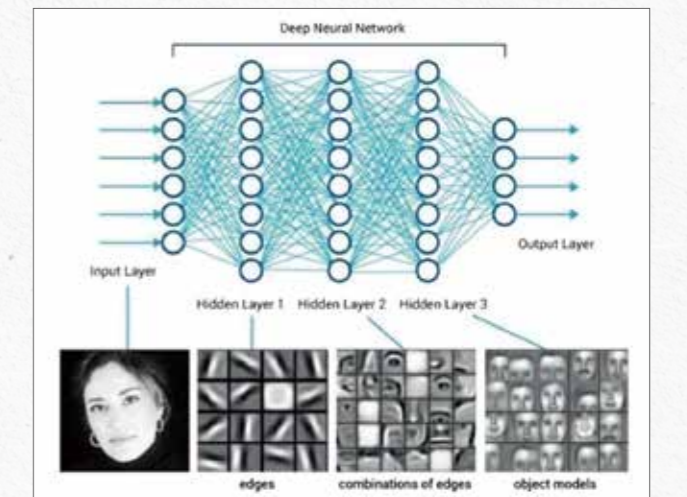 Deep Neural Network
Output Layer
Input Layer
Hidden Layer 1 Hidden Layer 2 Hidden Layer 3
edges combinations of edges object models